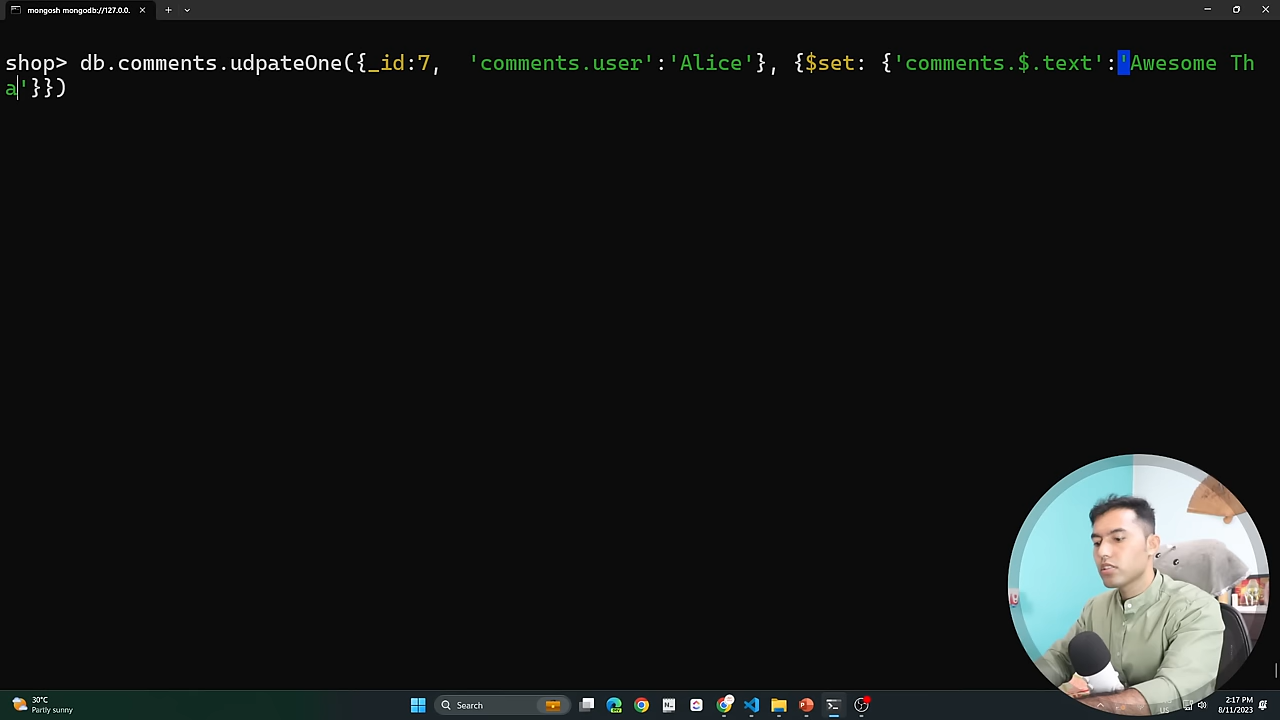 mongosh mongodb://127.0.0.
shop> db.comments.udpateOne({_id:7,  'comments.user':'Alice'}, {$set: {'comments.$.text':'Awesome Th
a'}})
30°C
Partly sunny
Search
2:17 PM
US
8/11/2023